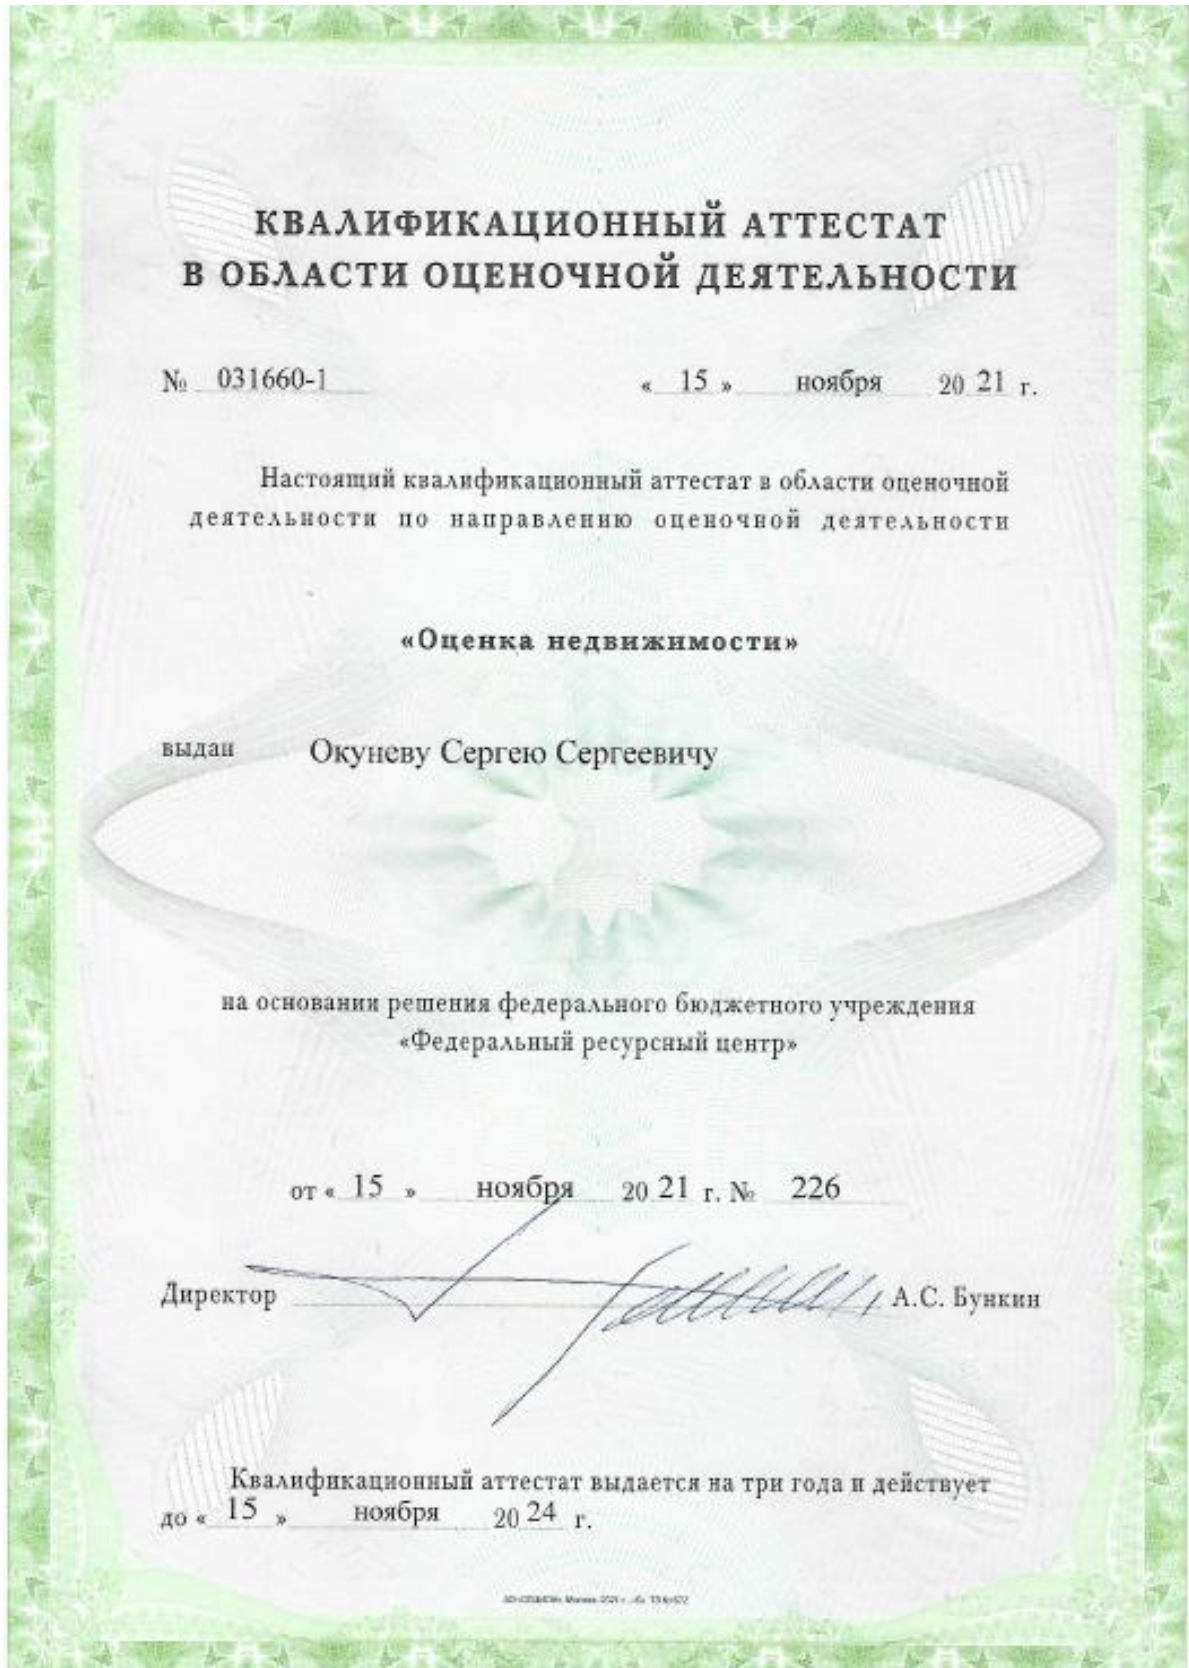 КВАЛИФИКАЦИОННЫЙ АТТЕСТАТ
В ОБЛАСТИ ОЦЕНОЧНОЙ ДЕЯТЕЛЬНОСТИ
№ 031660-1 « 15 » ноября 20 21 г.
Настоящий квалификационный аттестат в области оценочной
деятельности по направлению оценочной деятельности
«Оценка недвижимости»
выдан Окуневу Сергею Сергеевичу
на основании решения федерального бюджетного учреждения
«Федеральный ресурсный центр»
от « 15 » ноября 20 21 г. № 226
Директор А.С. Бункин
Квалификационный аттестат выдается на три года и действует
до « 15 » ноября 20 24 г.